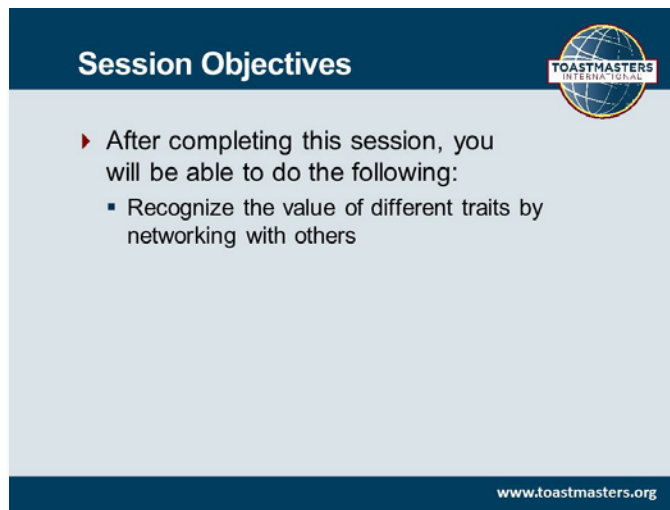 Session Objectives
TOASTMASTERS
INTERNATIONAL
After completing this session, you
will be able to do the following:
Recognize the value of different traits by
networking with others
www.toastmasters.org